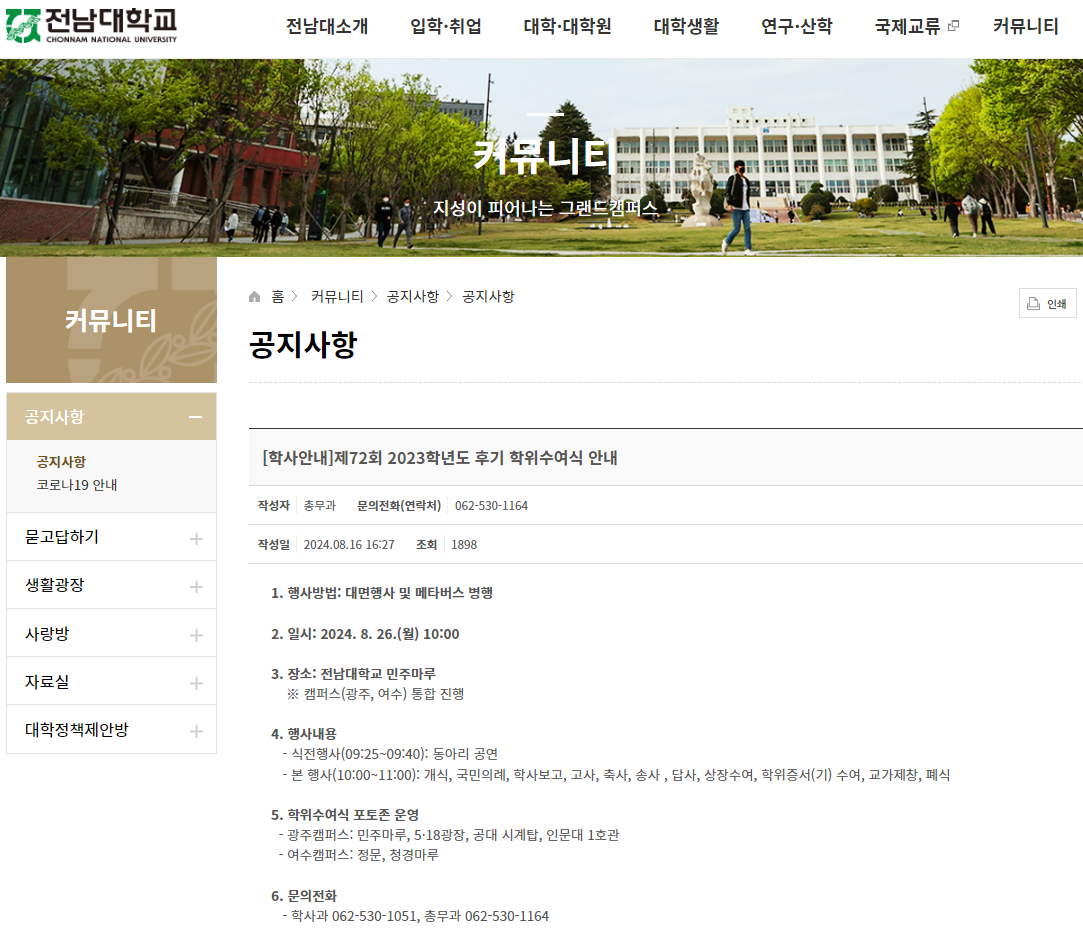 전남대학교
CHONNAM NATIONAL UNIVERSITY
전남대소개 입학·취업 대학·대학원 대학생활 연구·산학 국제교류 커뮤니티
커뮤니티
지성이 피어나는 그랜드캠퍼스
커뮤니티
공지사항
공지사항
코로나19 안내
묻고답하기
생활광장
사랑방
자료실
대학정책제안방
홈 커뮤니티 공지사항 공지사항
인쇄
공지사항
[학사안내]제72회 2023학년도 후기 학위수여식 안내
작성자 총무과 문의전화(연락처) 062-530-1164
작성일 2024.08.16 16:27 조회 1898
1. 행사방법: 대면행사 및 메타버스 병행
2. 일시: 2024. 8. 26.(월) 10:00
3. 장소: 전남대학교 민주마루
※ 캠퍼스(광주, 여수) 통합 진행
4. 행사내용
- 식전행사(09:25~09:40): 동아리 공연
- 본 행사(10:00~11:00): 개식, 국민의례, 학사보고, 고사, 축사, 송사 , 답사, 상장수여, 학위증서(기) 수여, 교가제창, 폐식
5. 학위수여식 포토존 운영
- 광주캠퍼스: 민주마루, 5·18광장, 공대 시계탑, 인문대 1호관
- 여수캠퍼스: 정문, 청경마루
6. 문의전화
- 학사과 062-530-1051, 총무과 062-530-1164